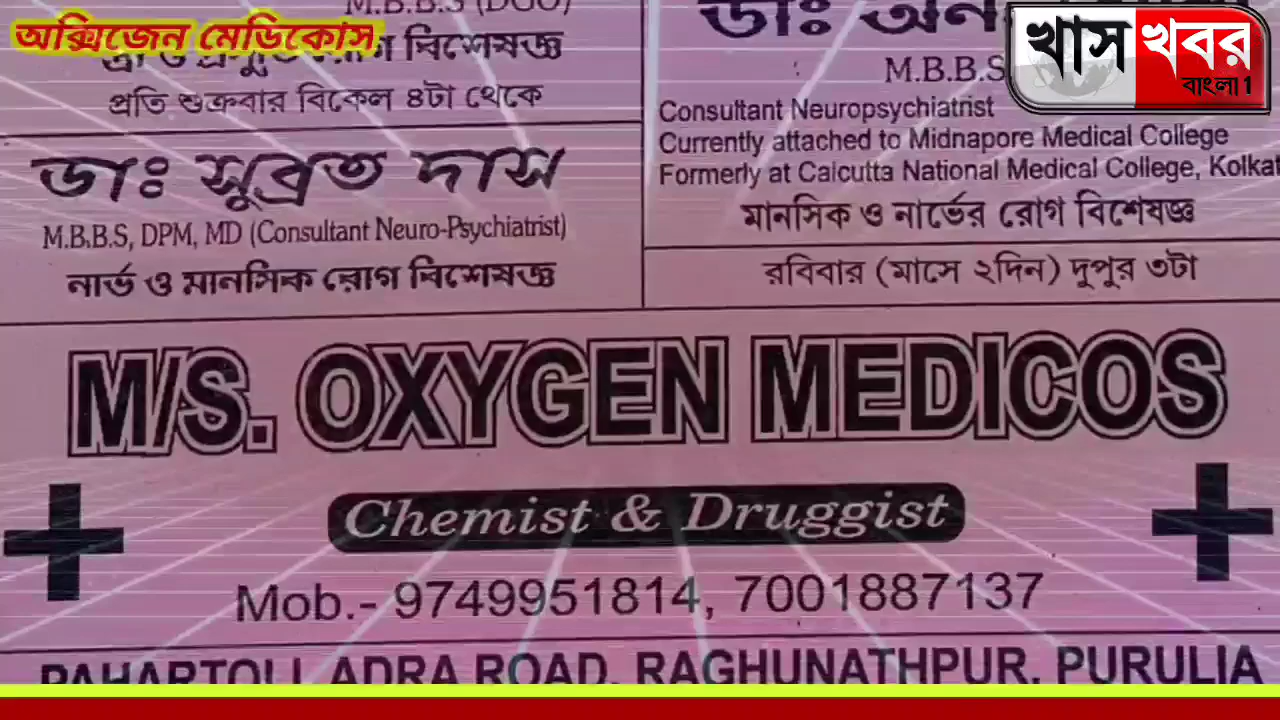 অক্সিজেন মেডিকোস
খাস খবর
বাংলা 1
M.B.B.S (DGO)
রোগ বিশেষজ্ঞ
প্রতি শুক্রবার বিকেল ৪টা থেকে
ডাঃ সুব্রত দাস
M.B.B.S, DPM, MD (Consultant Neuro-Psychiatrist)
নার্ভ ও মানসিক রোগ বিশেষজ্ঞ
ডাঃ
M.B.B.S
Consultant Neuropsychiatrist
Currently attached to Midnapore Medical College
Formerly at Calcutta National Medical College,
মানসিক ও নার্ভের রোগ বিশেষজ্ঞ
রবিবার (মাসে ২দিন) দুপুর ৩টা
M/S. OXYGEN MEDICOS
Chemist & Druggist
Mob.- 9749951814, 7001887137
PAHARTOLI, ADRA ROAD, RAGHUNATHPUR, PURULIA